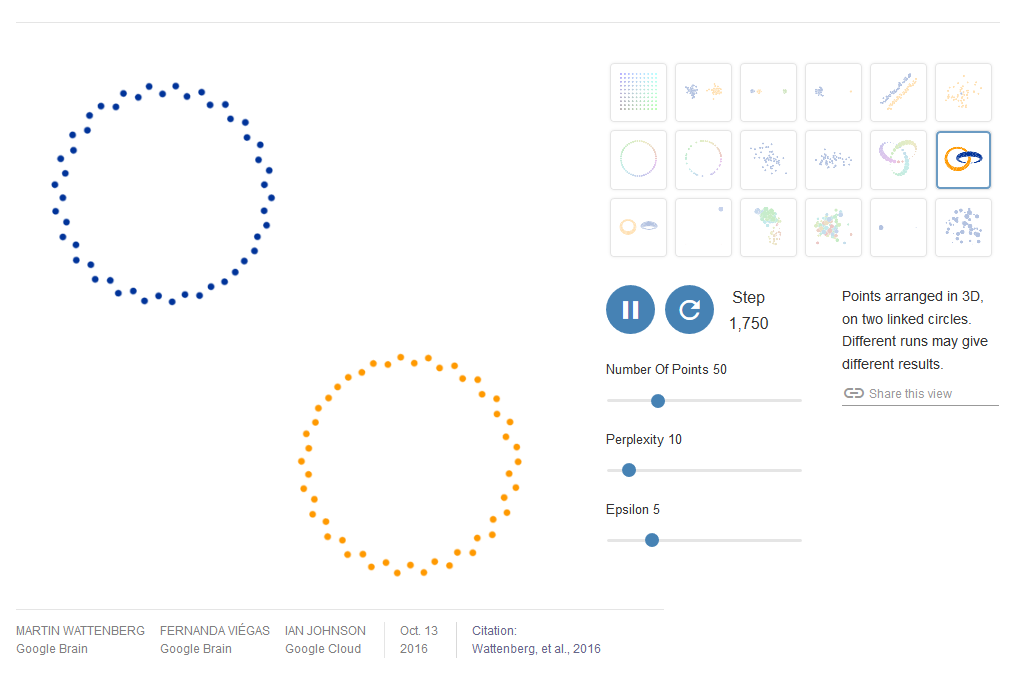 Step
1,750
Points arranged in 3D,
on two linked circles.
Different runs may give
different results.
Share this view
Number Of Points 50
Perplexity 10
Epsilon 5
MARTIN WATTENBERG
Google Brain
FERNANDA VIÉGAS
Google Brain
IAN JOHNSON
Google Cloud
Oct. 13
2016
Citation:
Wattenberg, et al., 2016